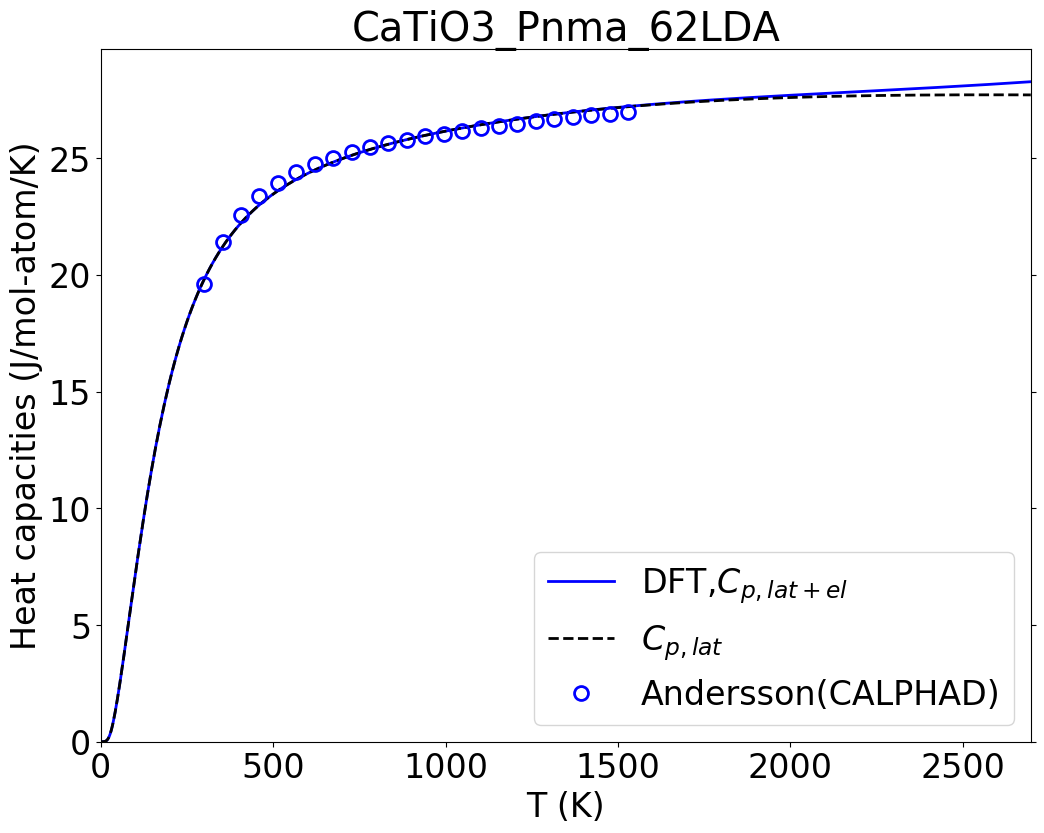 CaTiO3_Pnma_62LDA
Heat capacities (J/mol-atom/K)
25
20
15
10
5
0
DFT,C_{p,lat+el}
C_{p,lat}
Andersson(CALPHAD)
0 500 1000 1500 2000 2500
T (K)